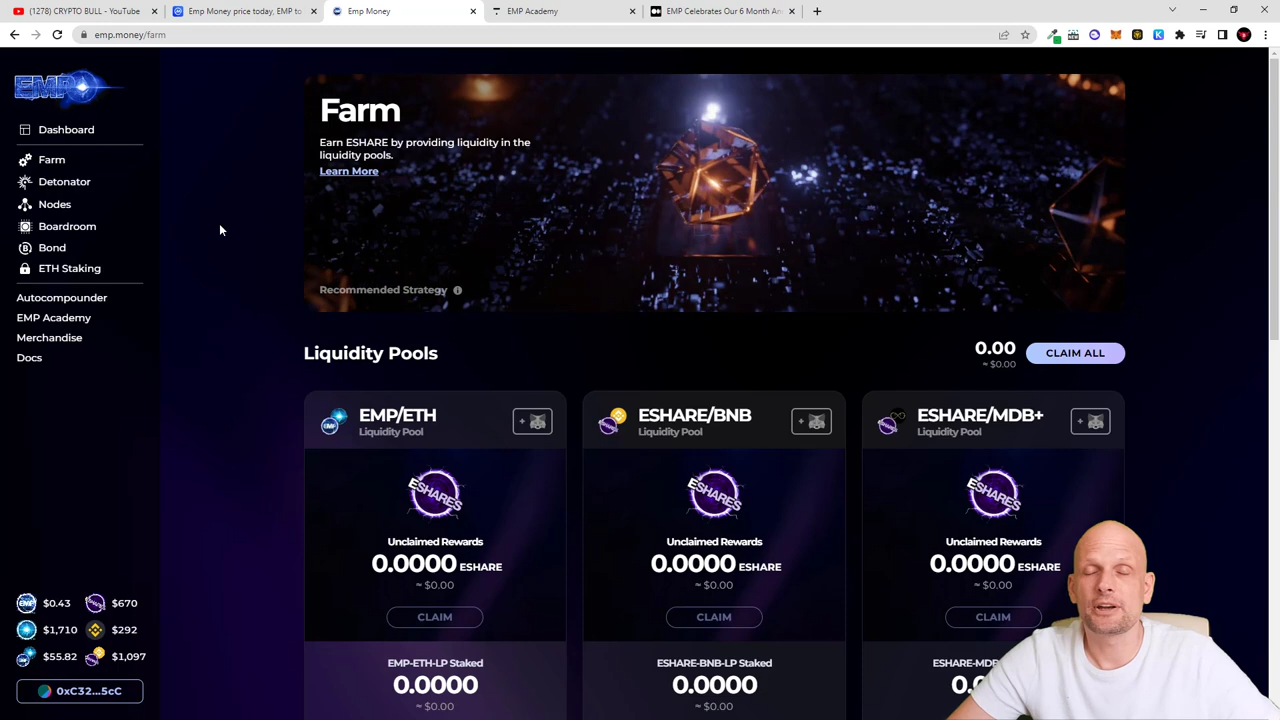 (1278) CRYPTO BULL - YouTube
Emp Money price today, EMP to
Emp Money
EMP Academy
EMP Celebrates Our 6 Month An
emp.money/farm
EMP
Dashboard
Farm
Detonator
Nodes
Boardroom
Bond
ETH Staking
Autocompounder
EMP Academy
Merchandise
Docs
$0.43
$670
$1,710
$292
$55.82
$1,097
0xC32...5cC
Farm
Earn ESHARE by providing liquidity in the
liquidity pools.
Learn More
Recommended Strategy
Liquidity Pools
0.00
≈ $0.00
CLAIM ALL
EMP/ETH
Liquidity Pool
ESHARES
Unclaimed Rewards
0.0000 ESHARE
≈ $0.00
CLAIM
EMP-ETH-LP Staked
0.0000
≈ $0.00
ESHARE/BNB
Liquidity Pool
ESHARES
Unclaimed Rewards
0.0000 ESHARE
≈ $0.00
CLAIM
ESHARE-BNB-LP Staked
0.0000
≈ $0.00
ESHARE/MDB+
Liquidity Pool
ESHARES
Unclaimed Rewards
0.0000 ESHARE
≈ $0.00
CLAIM